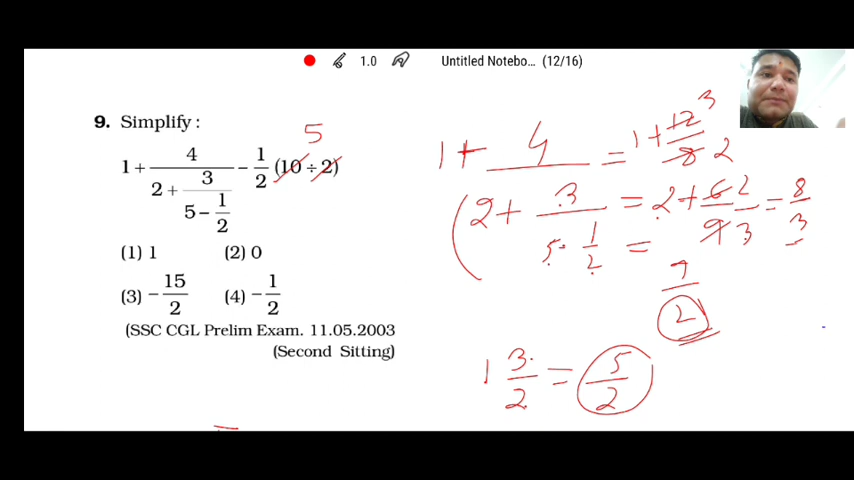 1.0 Untitled Notebo... (12/16)
9. Simplify :
5
1 + 4 / (2 + 3 / (5 – 1/2)) – 1/2 (10 ÷ 2)
(1) 1 (2) 0
(3) – 15/2 (4) – 1/2
(SSC CGL Prelim Exam. 11.05.2003
(Second Sitting)
1 + 4 = 1 + 12/8 3 2
(2 + 3 / 5 · 1/2 = 2 + 6/9 2/3 = 8/3
= 9/2
1 3/2 = 5/2